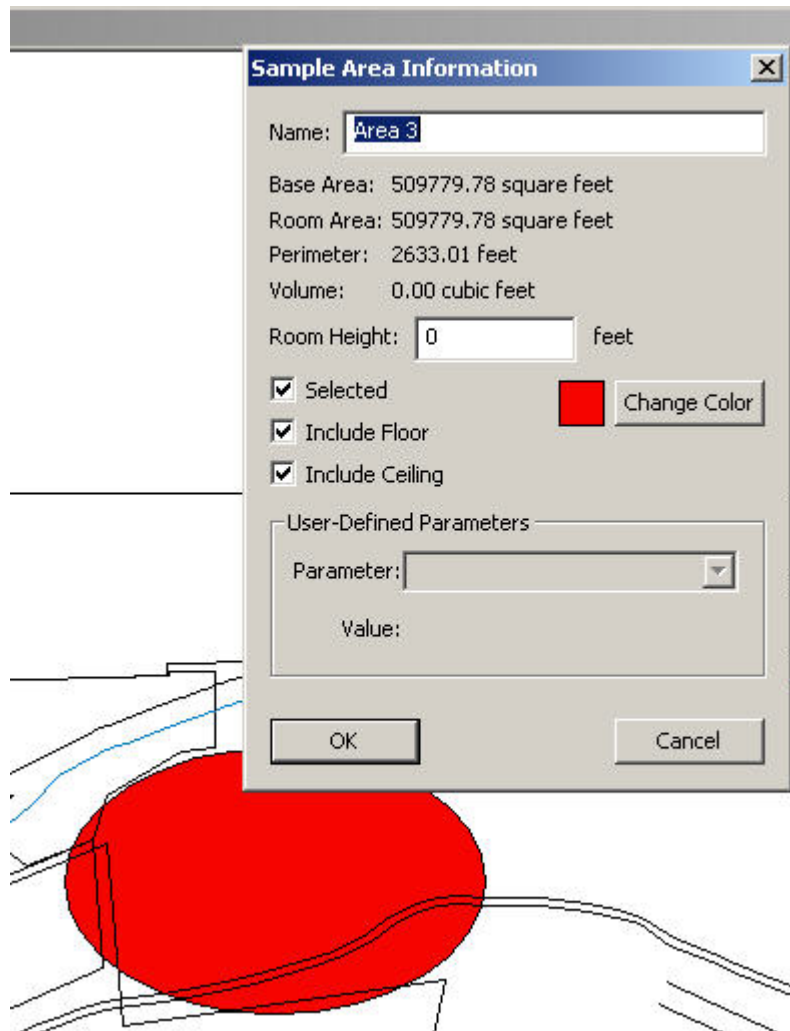 Sample Area Information
Name: Area 3
Base Area: 509779.78 square feet
Room Area: 509779.78 square feet
Perimeter: 2633.01 feet
Volume: 0.00 cubic feet
Room Height: 0 feet
Selected
Change Color
Include Floor
Include Ceiling
User-Defined Parameters
Parameter:
Value:
OK
Cancel